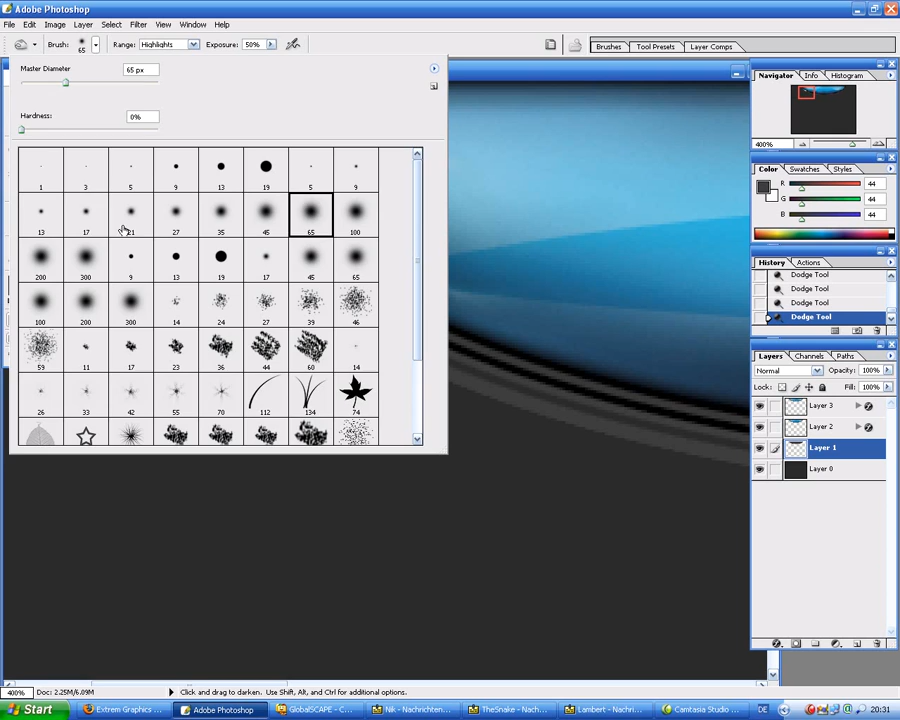 Adobe Photoshop
File Edit Image Layer Select Filter View Window Help
Brush: 65 Range: Highlights Exposure: 50% Brushes Tool Presets Layer Comps
Master Diameter 65 px
Hardness: 0%
1 3 5 9 13 19 5 9
13 17 21 27 35 45 65 100
200 300 9 13 19 17 45 65
100 200 300 14 24 27 39 46
59 11 17 23 36 44 60 14
26 33 42 55 70 112 134 74
Navigator Info Histogram
400%
Color Swatches Styles
R 44
G 44
B 44
History Actions
Dodge Tool
Dodge Tool
Dodge Tool
Dodge Tool
Layers Channels Paths
Normal Opacity: 100%
Lock: Fill: 100%
Layer 3
Layer 2
Layer 1
Layer 0
400% Doc: 2.25M/6.09M Click and drag to darken. Use Shift, Alt, and Ctrl for additional options.
Start Extrem Graphics ... Adobe Photoshop GlobalSCAPE - C... Nik - Nachrichten... TheSnake - Nach... Lambert - Nachri... Camtasia Studio ... DE 20:31